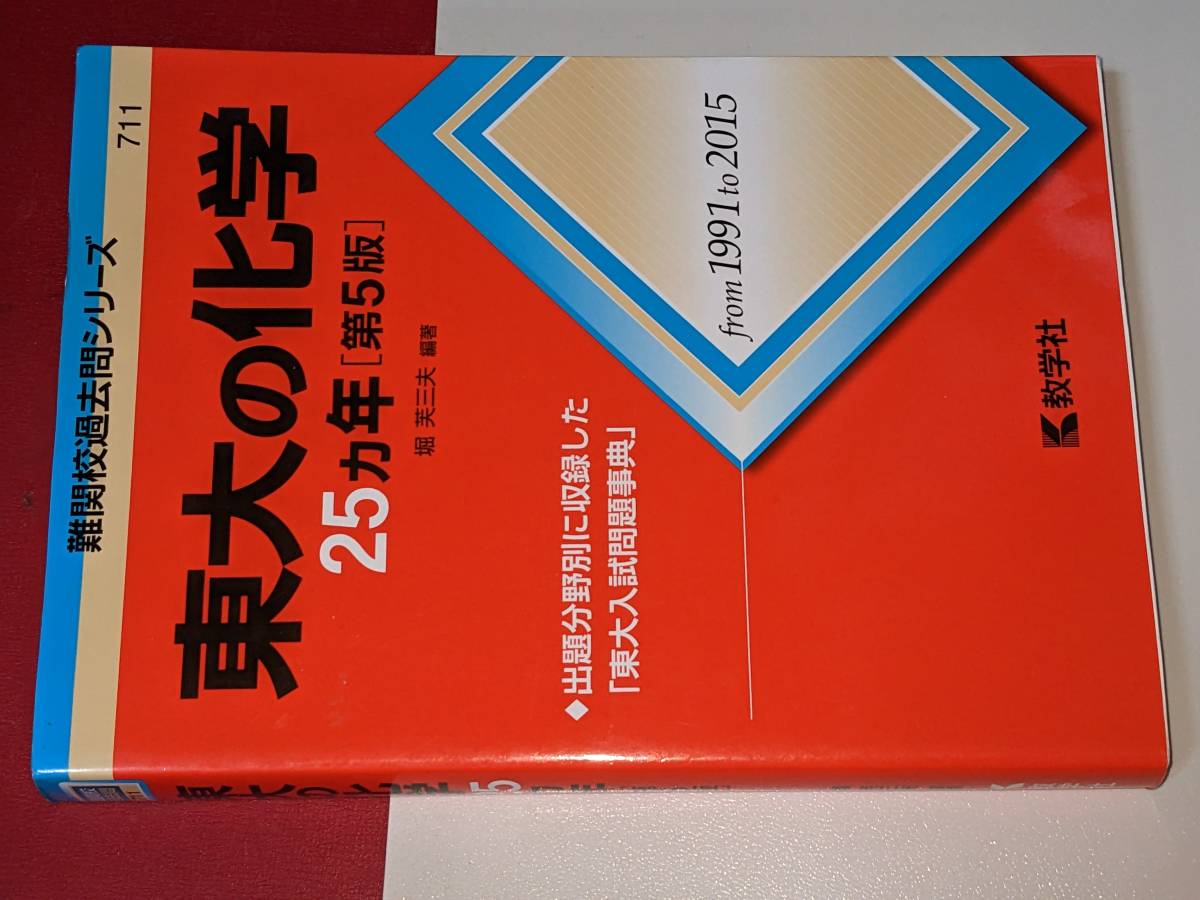 難関校過去問シリーズ
711
東大の化学
25カ年[第5版]
堀 芙三夫 編著
◆出題分野別に収録した
「東大入試問題事典」
from 1991 to 2015
教学社